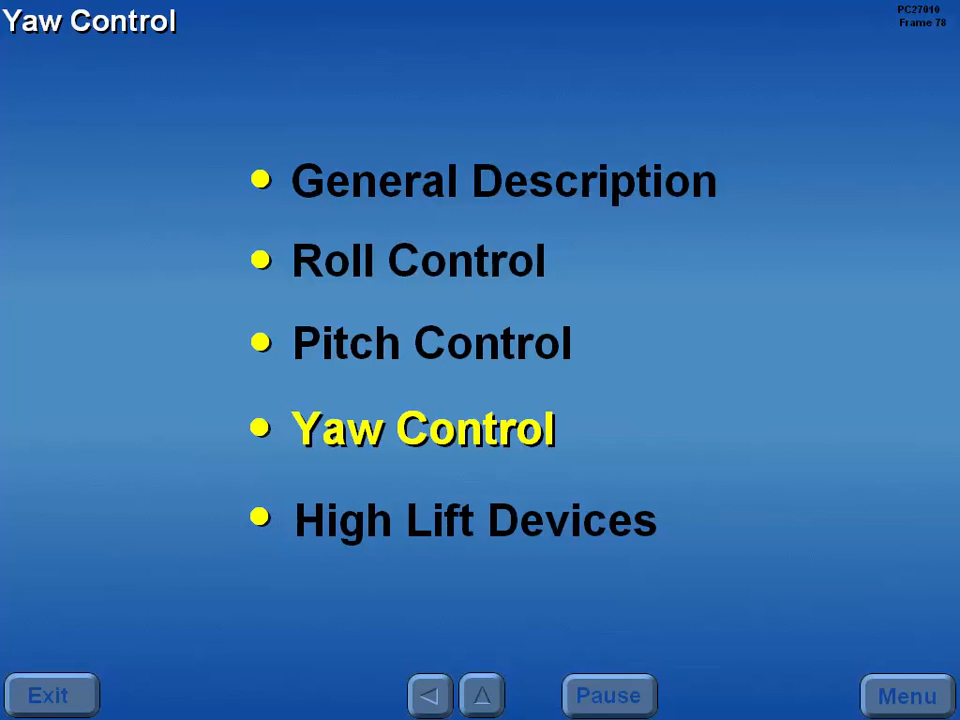 Yaw Control
PC27010
Frame 78
General Description
Roll Control
Pitch Control
Yaw Control
High Lift Devices
Exit
Pause
Menu